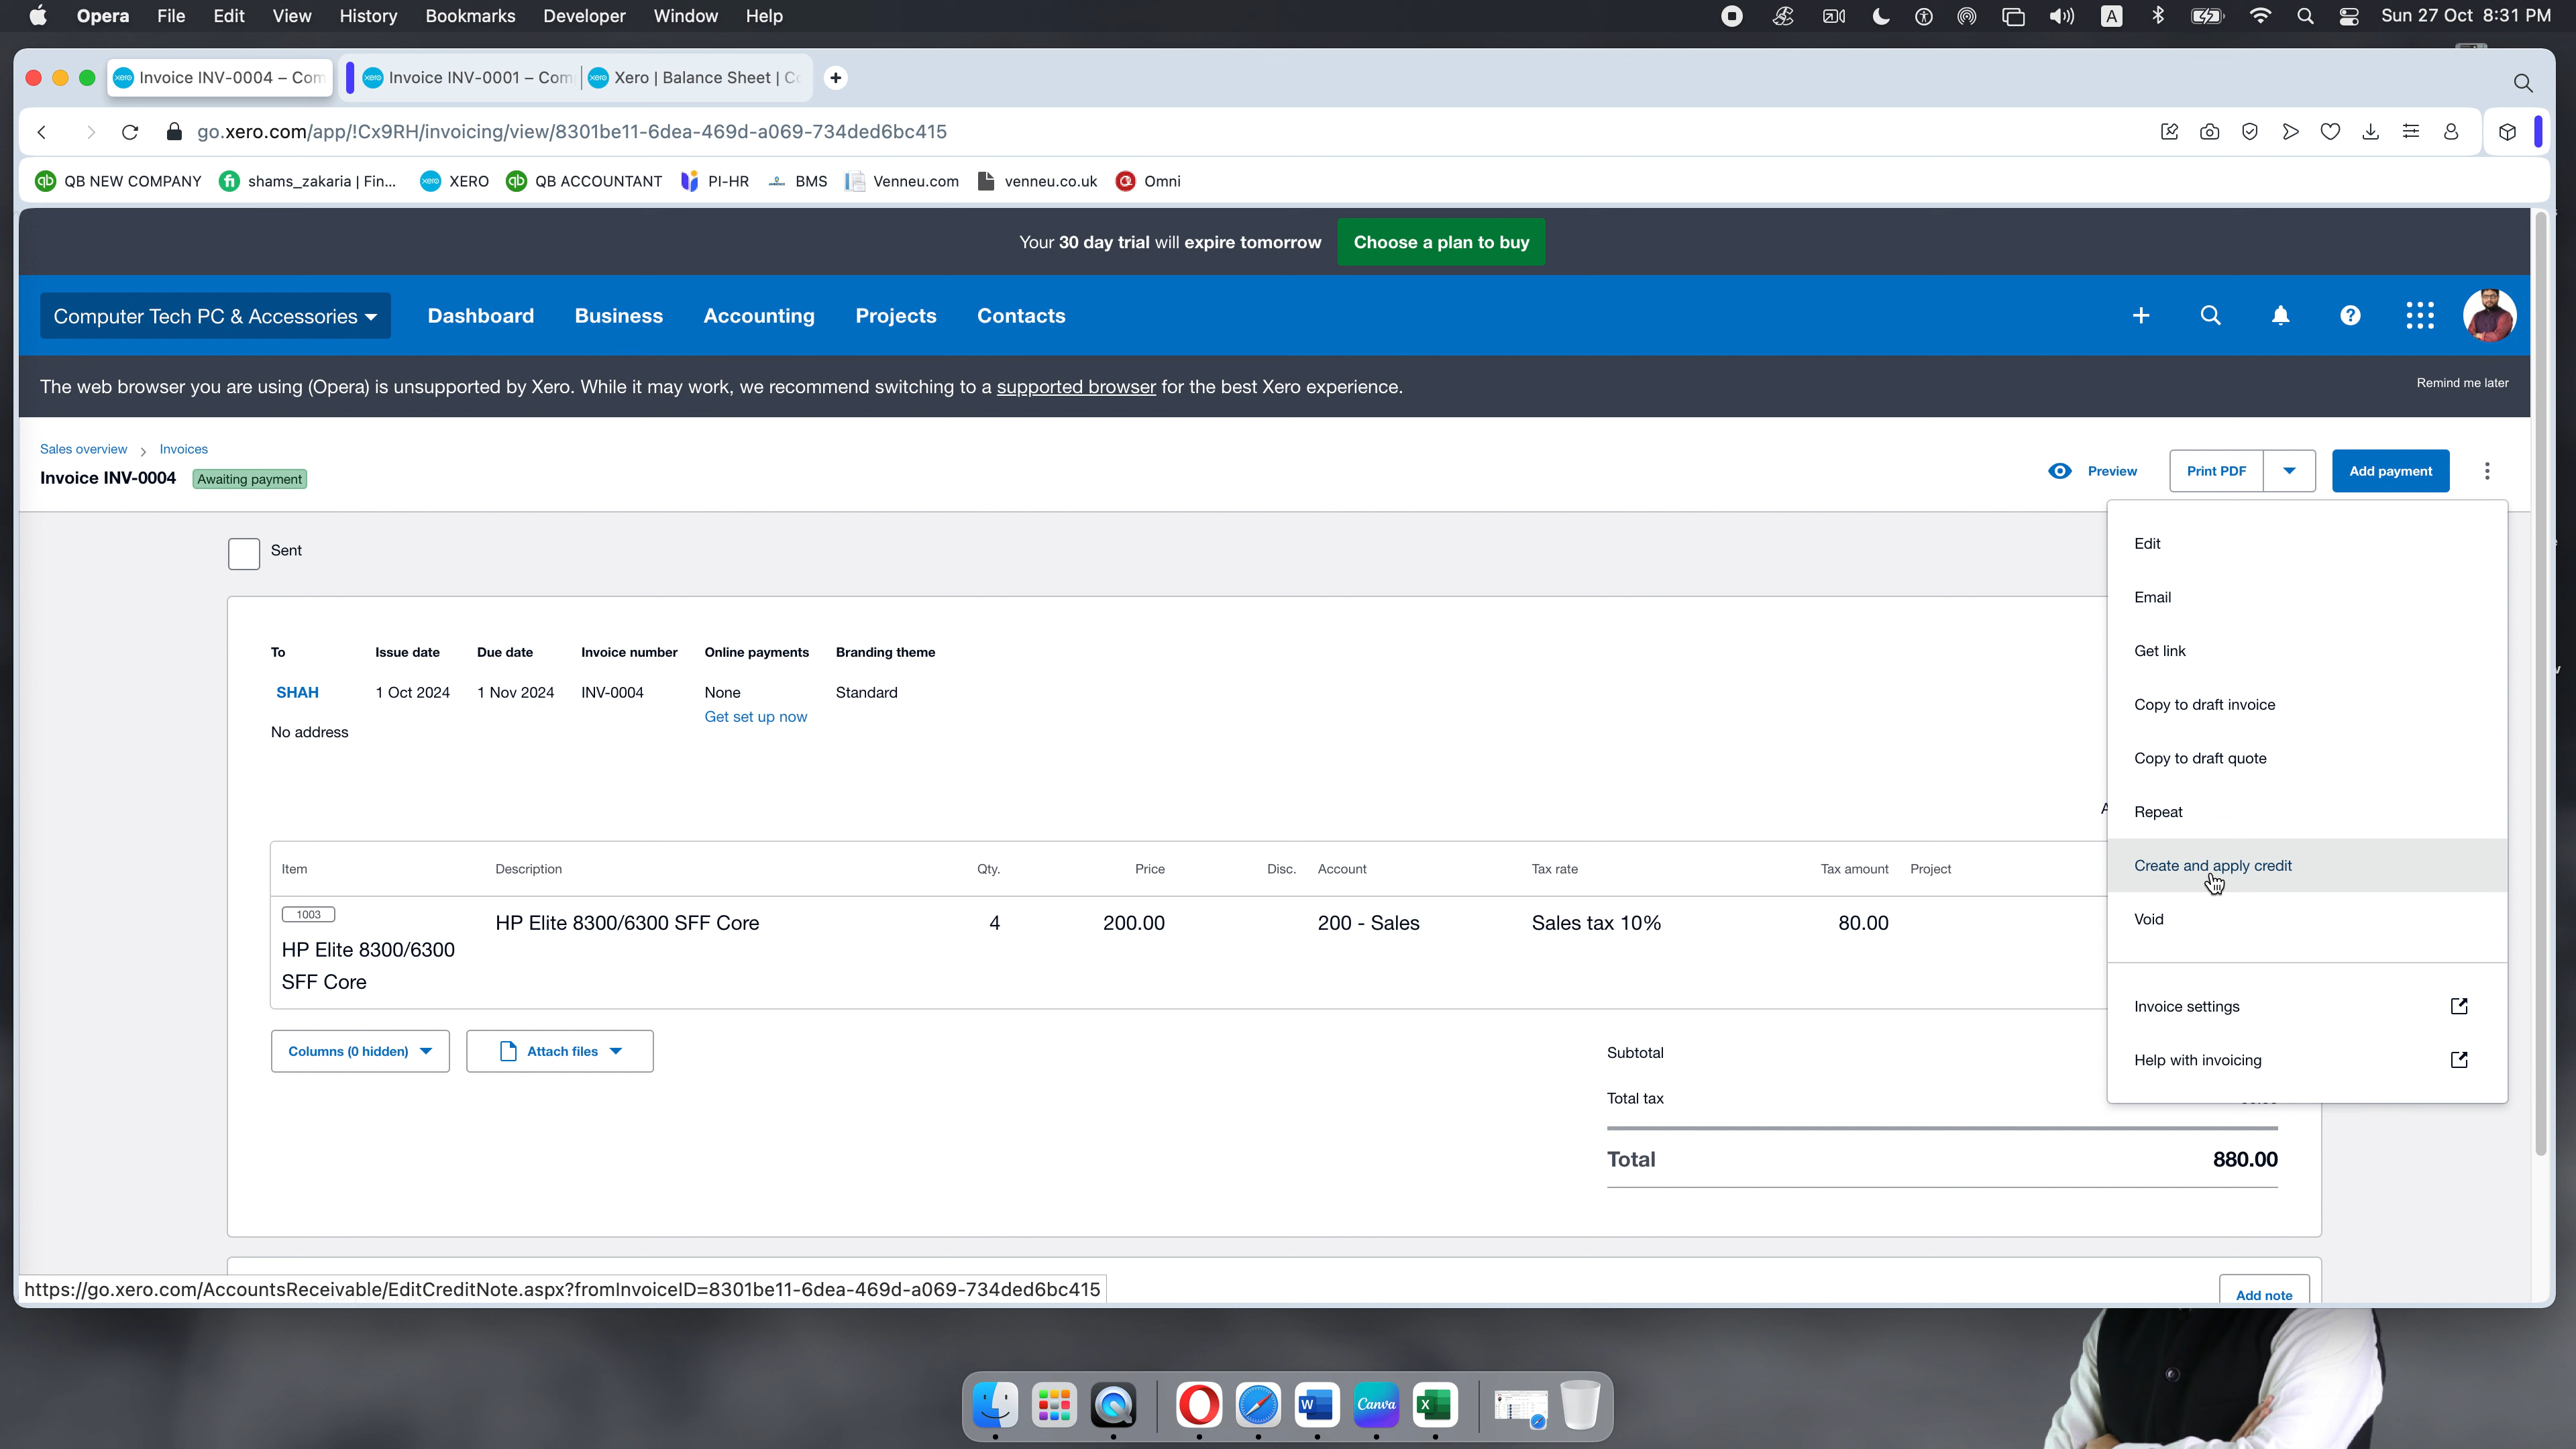 Opera File Edit View History Bookmarks Developer Window Help
A Sun 27 Oct 8:31 PM
xero Invoice INV-0004 – Com xero Invoice INV-0001 – Com xero Xero | Balance Sheet | Co
go.xero.com/app/!Cx9RH/invoicing/view/8301be11-6dea-469d-a069-734ded6bc415
qb QB NEW COMPANY fi shams_zakaria | Fin... xero XERO qb QB ACCOUNTANT PI-HR BMS Venneu.com venneu.co.uk Omni
Your 30 day trial will expire tomorrow Choose a plan to buy
Computer Tech PC & Accessories Dashboard Business Accounting Projects Contacts
The web browser you are using (Opera) is unsupported by Xero. While it may work, we recommend switching to a supported browser for the best Xero experience. Remind me later
Sales overview > Invoices
Invoice INV-0004 Awaiting payment
Preview Print PDF Add payment
Sent
Edit
Email
Get link
Copy to draft invoice
Copy to draft quote
Repeat
Create and apply credit
Void
Invoice settings
Help with invoicing
To Issue date Due date Invoice number Online payments Branding theme
SHAH 1 Oct 2024 1 Nov 2024 INV-0004 None Standard
Get set up now
No address
Item Description Qty. Price Disc. Account Tax rate Tax amount Project
1003
HP Elite 8300/6300 SFF Core 4 200.00 200 - Sales Sales tax 10% 80.00
HP Elite 8300/6300
SFF Core
Columns (0 hidden) Attach files
Subtotal
Total tax
Total 880.00
https://go.xero.com/AccountsReceivable/EditCreditNote.aspx?fromInvoiceID=8301be11-6dea-469d-a069-734ded6bc415
Add note
W Canva X